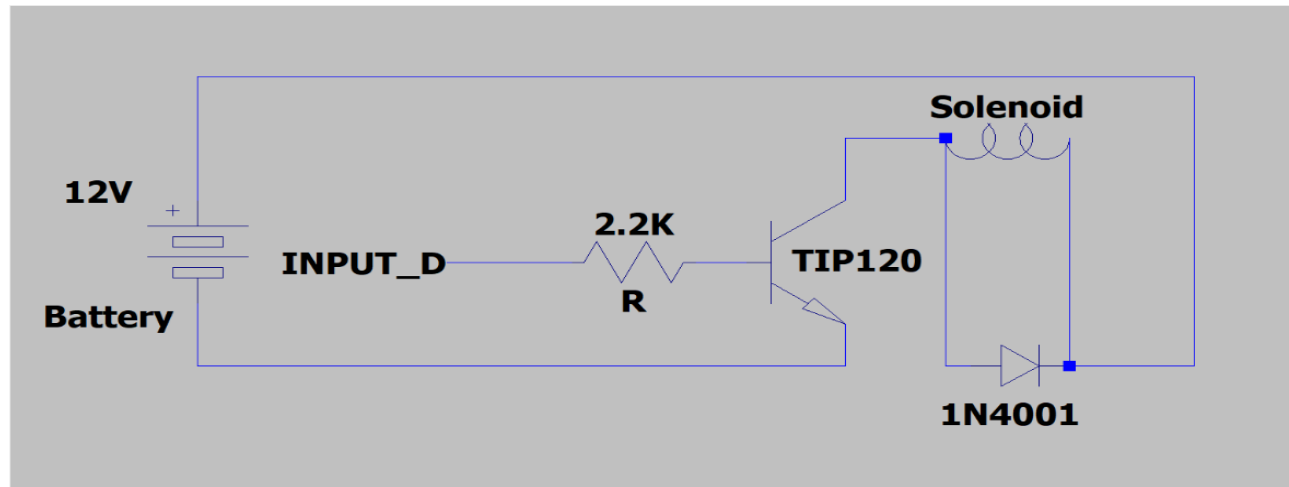 Solenoid
12V
+
2.2K
INPUT_D
TIP120
R
Battery
1N4001